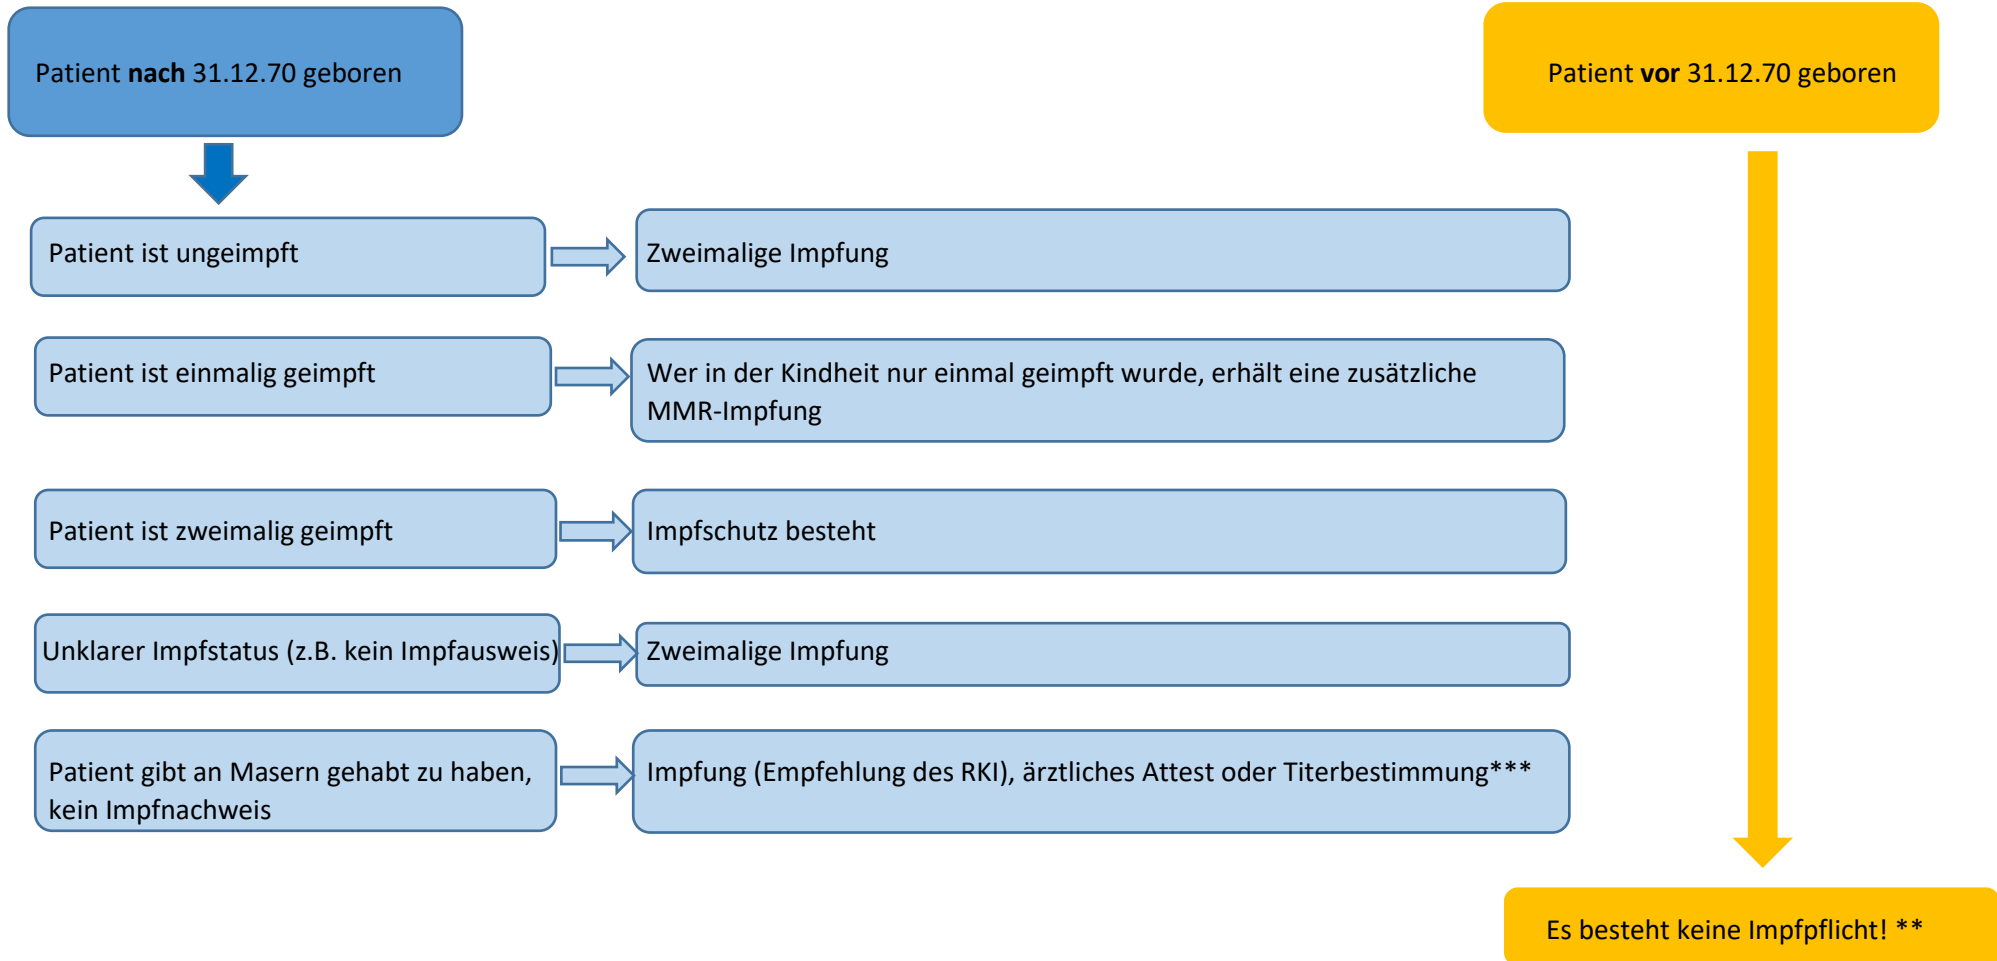 Patient nach 31.12.70 geboren
Patient vor 31.12.70 geboren
Patient ist ungeimpft
Zweimalige Impfung
Patient ist einmalig geimpft
Wer in der Kindheit nur einmal geimpft wurde, erhält eine zusätzliche
MMR-Impfung
Patient ist zweimalig geimpft
Impfschutz besteht
Unklarer Impfstatus (z.B. kein Impfausweis)
Zweimalige Impfung
Patient gibt an Masern gehabt zu haben,
kein Impfnachweis
Impfung (Empfehlung des RKI), ärztliches Attest oder Titerbestimmung***
Es besteht keine Impfpflicht! **